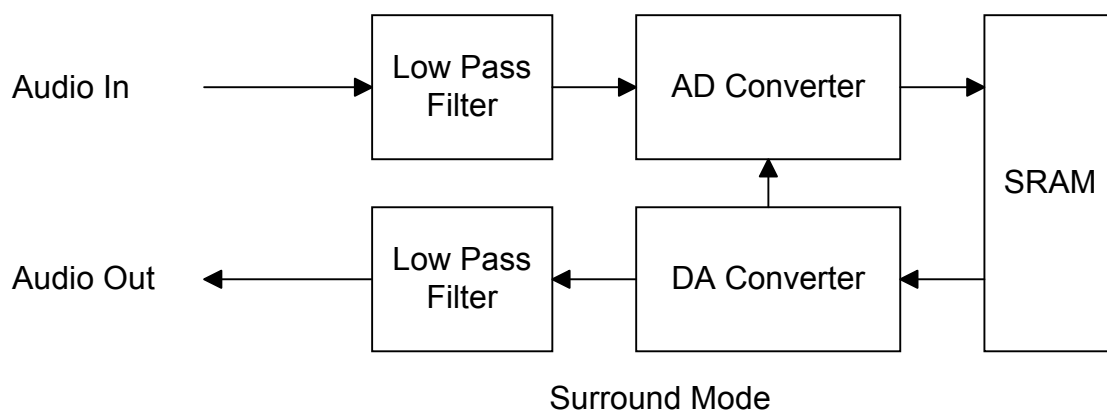 Audio In
Low Pass
Filter
AD Converter
SRAM
Audio Out
Low Pass
Filter
DA Converter
Surround Mode